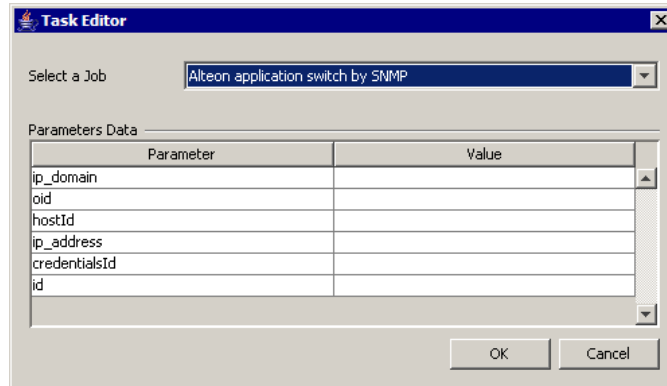 Task Editor
Select a Job Alteon application switch by SNMP
Parameters Data
Parameter Value
ip_domain
oid
hostId
ip_address
credentialsId
id
OK Cancel